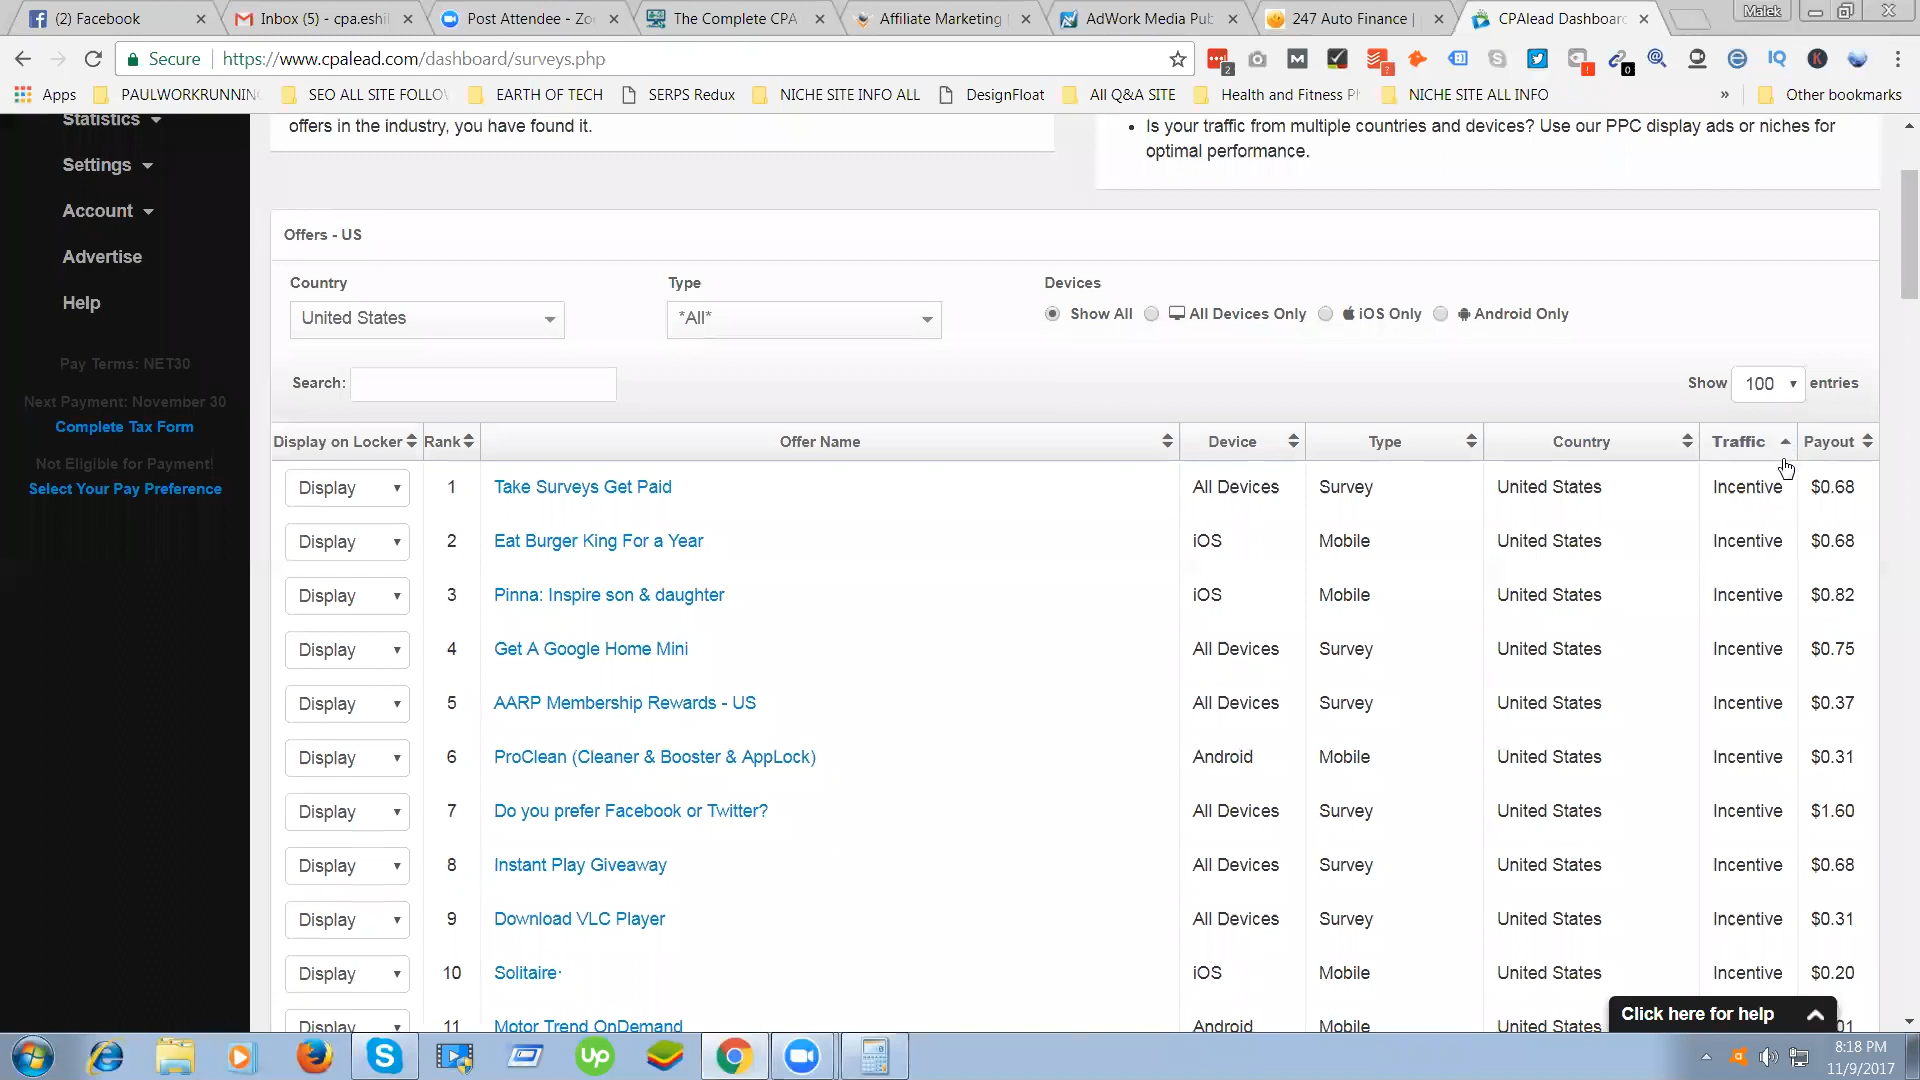 (2) Facebook
Inbox (5) - cpa.eshil
Post Attendee - Zo
The Complete CPA
Affiliate Marketing
AdWork Media Pub
247 Auto Finance |
CPAlead Dashboard
Malek
Secure
https://www.cpalead.com/dashboard/surveys.php
Apps
PAULWORKRUNNING
SEO ALL SITE FOLLO
EARTH OF TECH
SERPS Redux
NICHE SITE INFO ALL
DesignFloat
All Q&A SITE
Health and Fitness P
NICHE SITE ALL INFO
»
Other bookmarks
Statistics
Settings
Account
Advertise
Help
Pay Terms: NET30
Next Payment: November 30
Complete Tax Form
Not Eligible for Payment!
Select Your Pay Preference
offers in the industry, you have found it.
• Is your traffic from multiple countries and devices? Use our PPC display ads or niches for
optimal performance.
Offers - US
Country
Type
Devices
United States
*All*
Show All
All Devices Only
iOS Only
Android Only
Search:
Show 100 entries
Display on Locker Rank Offer Name Device Type Country Traffic Payout
Display 1 Take Surveys Get Paid All Devices Survey United States Incentive $0.68
Display 2 Eat Burger King For a Year iOS Mobile United States Incentive $0.68
Display 3 Pinna: Inspire son & daughter iOS Mobile United States Incentive $0.82
Display 4 Get A Google Home Mini All Devices Survey United States Incentive $0.75
Display 5 AARP Membership Rewards - US All Devices Survey United States Incentive $0.37
Display 6 ProClean (Cleaner & Booster & AppLock) Android Mobile United States Incentive $0.31
Display 7 Do you prefer Facebook or Twitter? All Devices Survey United States Incentive $1.60
Display 8 Instant Play Giveaway All Devices Survey United States Incentive $0.68
Display 9 Download VLC Player All Devices Survey United States Incentive $0.31
Display 10 Solitaire· iOS Mobile United States Incentive $0.20
Display 11 Motor Trend OnDemand Android Mobile United States
Click here for help
8:18 PM
11/9/2017